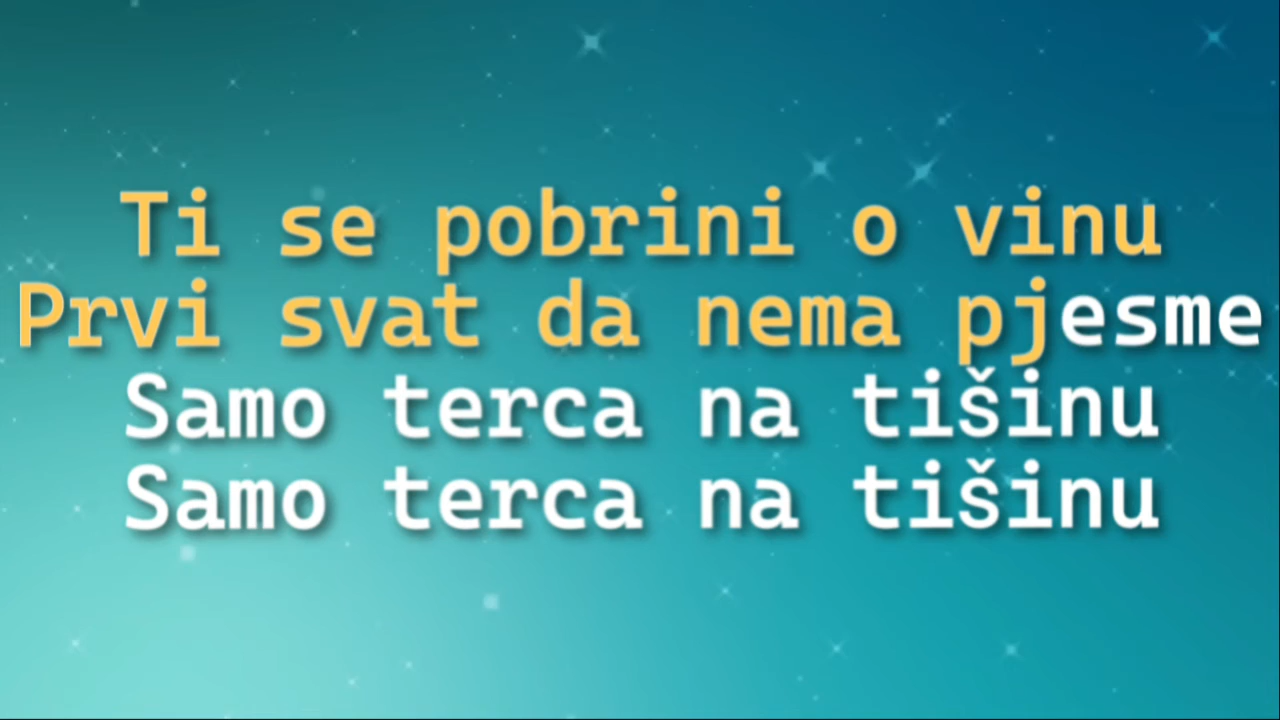 Ti se pobrini o vinu
Prvi svat da nema pjesme
Samo terca na tišinu
Samo terca na tišinu